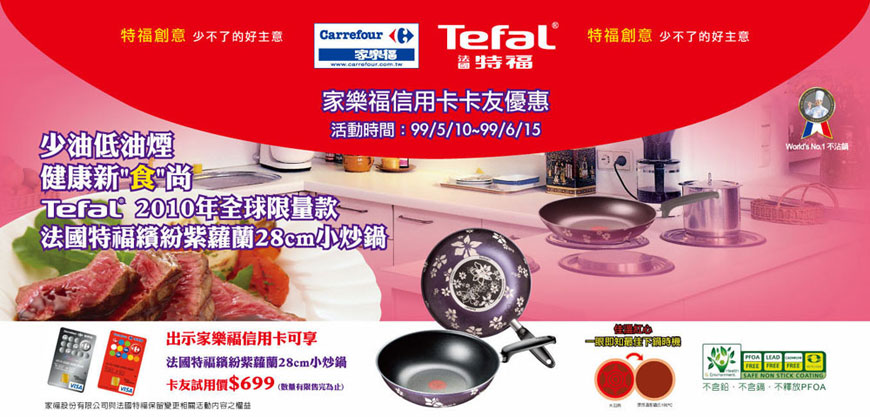 特福創意 少不了的好主意
Carrefour
家樂福
www.carrefour.com.tw
Tefal®
法國特福
特福創意 少不了的好主意
家樂福信用卡卡友優惠
活動時間：99/5/10~99/6/15
World's No.1 不沾鍋
少油低油煙
健康新"食"尚
Tefal 2010年全球限量款
法國特福繽紛紫蘿蘭28cm小炒鍋
出示家樂福信用卡可享
法國特福繽紛紫蘿蘭28cm小炒鍋
卡友試用價$699 (數量有限售完為止)
VISA
VISA
一眼即知最佳下鍋時機
PFOA FREE
LEAD FREE
CADMIUM FREE
SAFE NON STICK COATING
不含鉛、不含鎘、不釋放PFOA
家福股份有限公司與法國特福保留變更相關活動內容之權益